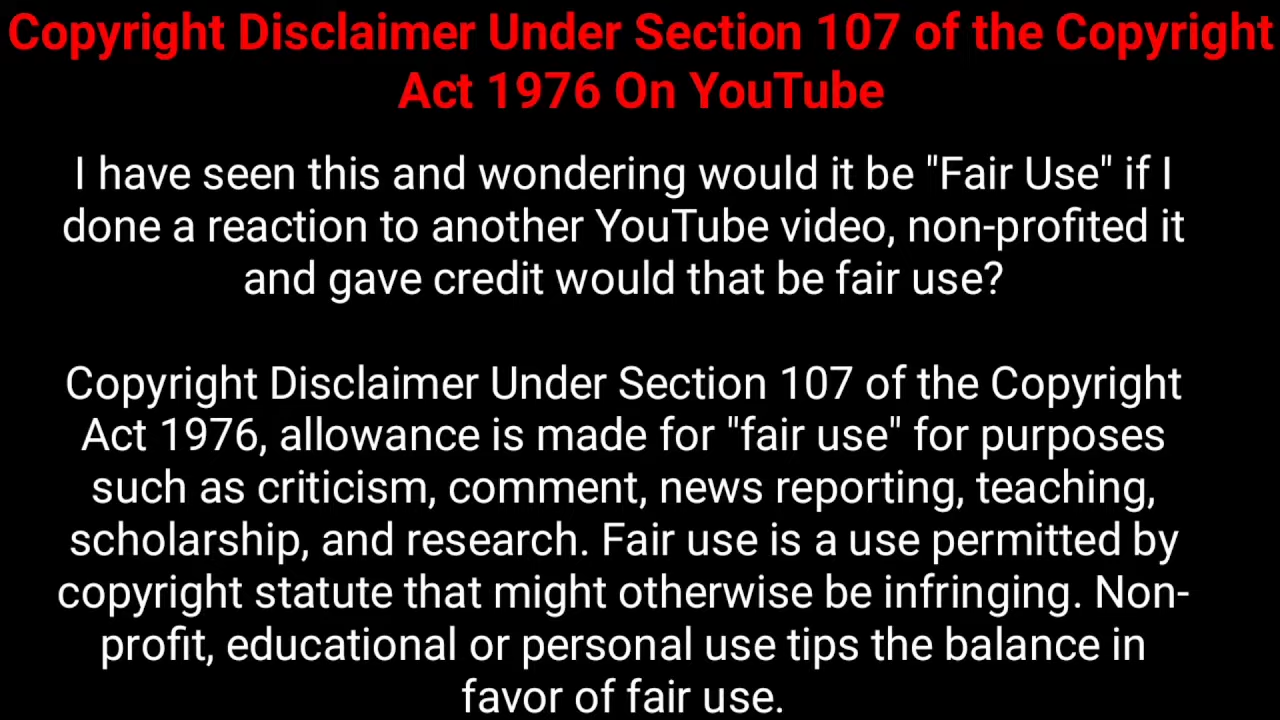 Copyright Disclaimer Under Section 107 of the Copyright
Act 1976 On YouTube
I have seen this and wondering would it be "Fair Use" if I
done a reaction to another YouTube video, non-profited it
and gave credit would that be fair use?
Copyright Disclaimer Under Section 107 of the Copyright
Act 1976, allowance is made for "fair use" for purposes
such as criticism, comment, news reporting, teaching,
scholarship, and research. Fair use is a use permitted by
copyright statute that might otherwise be infringing. Non-
profit, educational or personal use tips the balance in
favor of fair use.